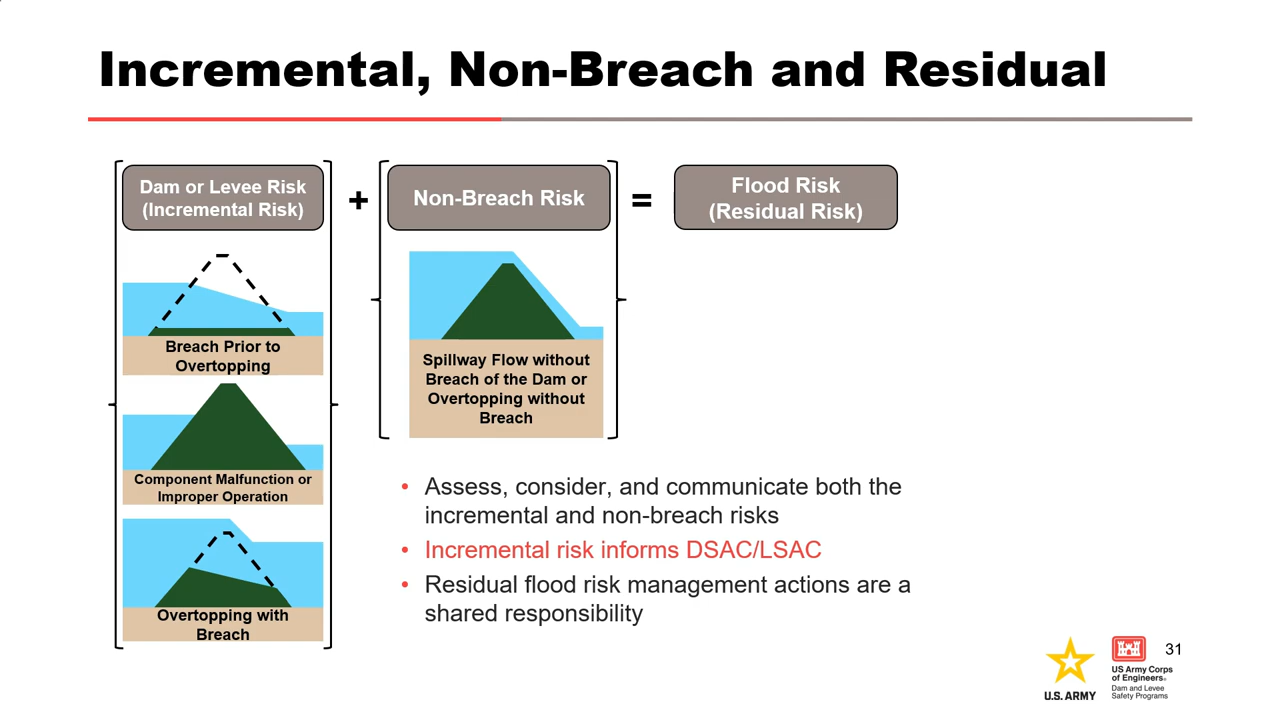 Incremental, Non-Breach and Residual
Dam or Levee Risk
(Incremental Risk)
+
Non-Breach Risk
=
Flood Risk
(Residual Risk)
Breach Prior to
Overtopping
Component Malfunction or
Improper Operation
Overtopping with
Breach
Spillway Flow without
Breach of the Dam or
Overtopping without
Breach
• Assess, consider, and communicate both the
incremental and non-breach risks
• Incremental risk informs DSAC/LSAC
• Residual flood risk management actions are a
shared responsibility
U.S. ARMY
US Army Corps
of Engineers®
Dam and Levee
Safety Programs
31